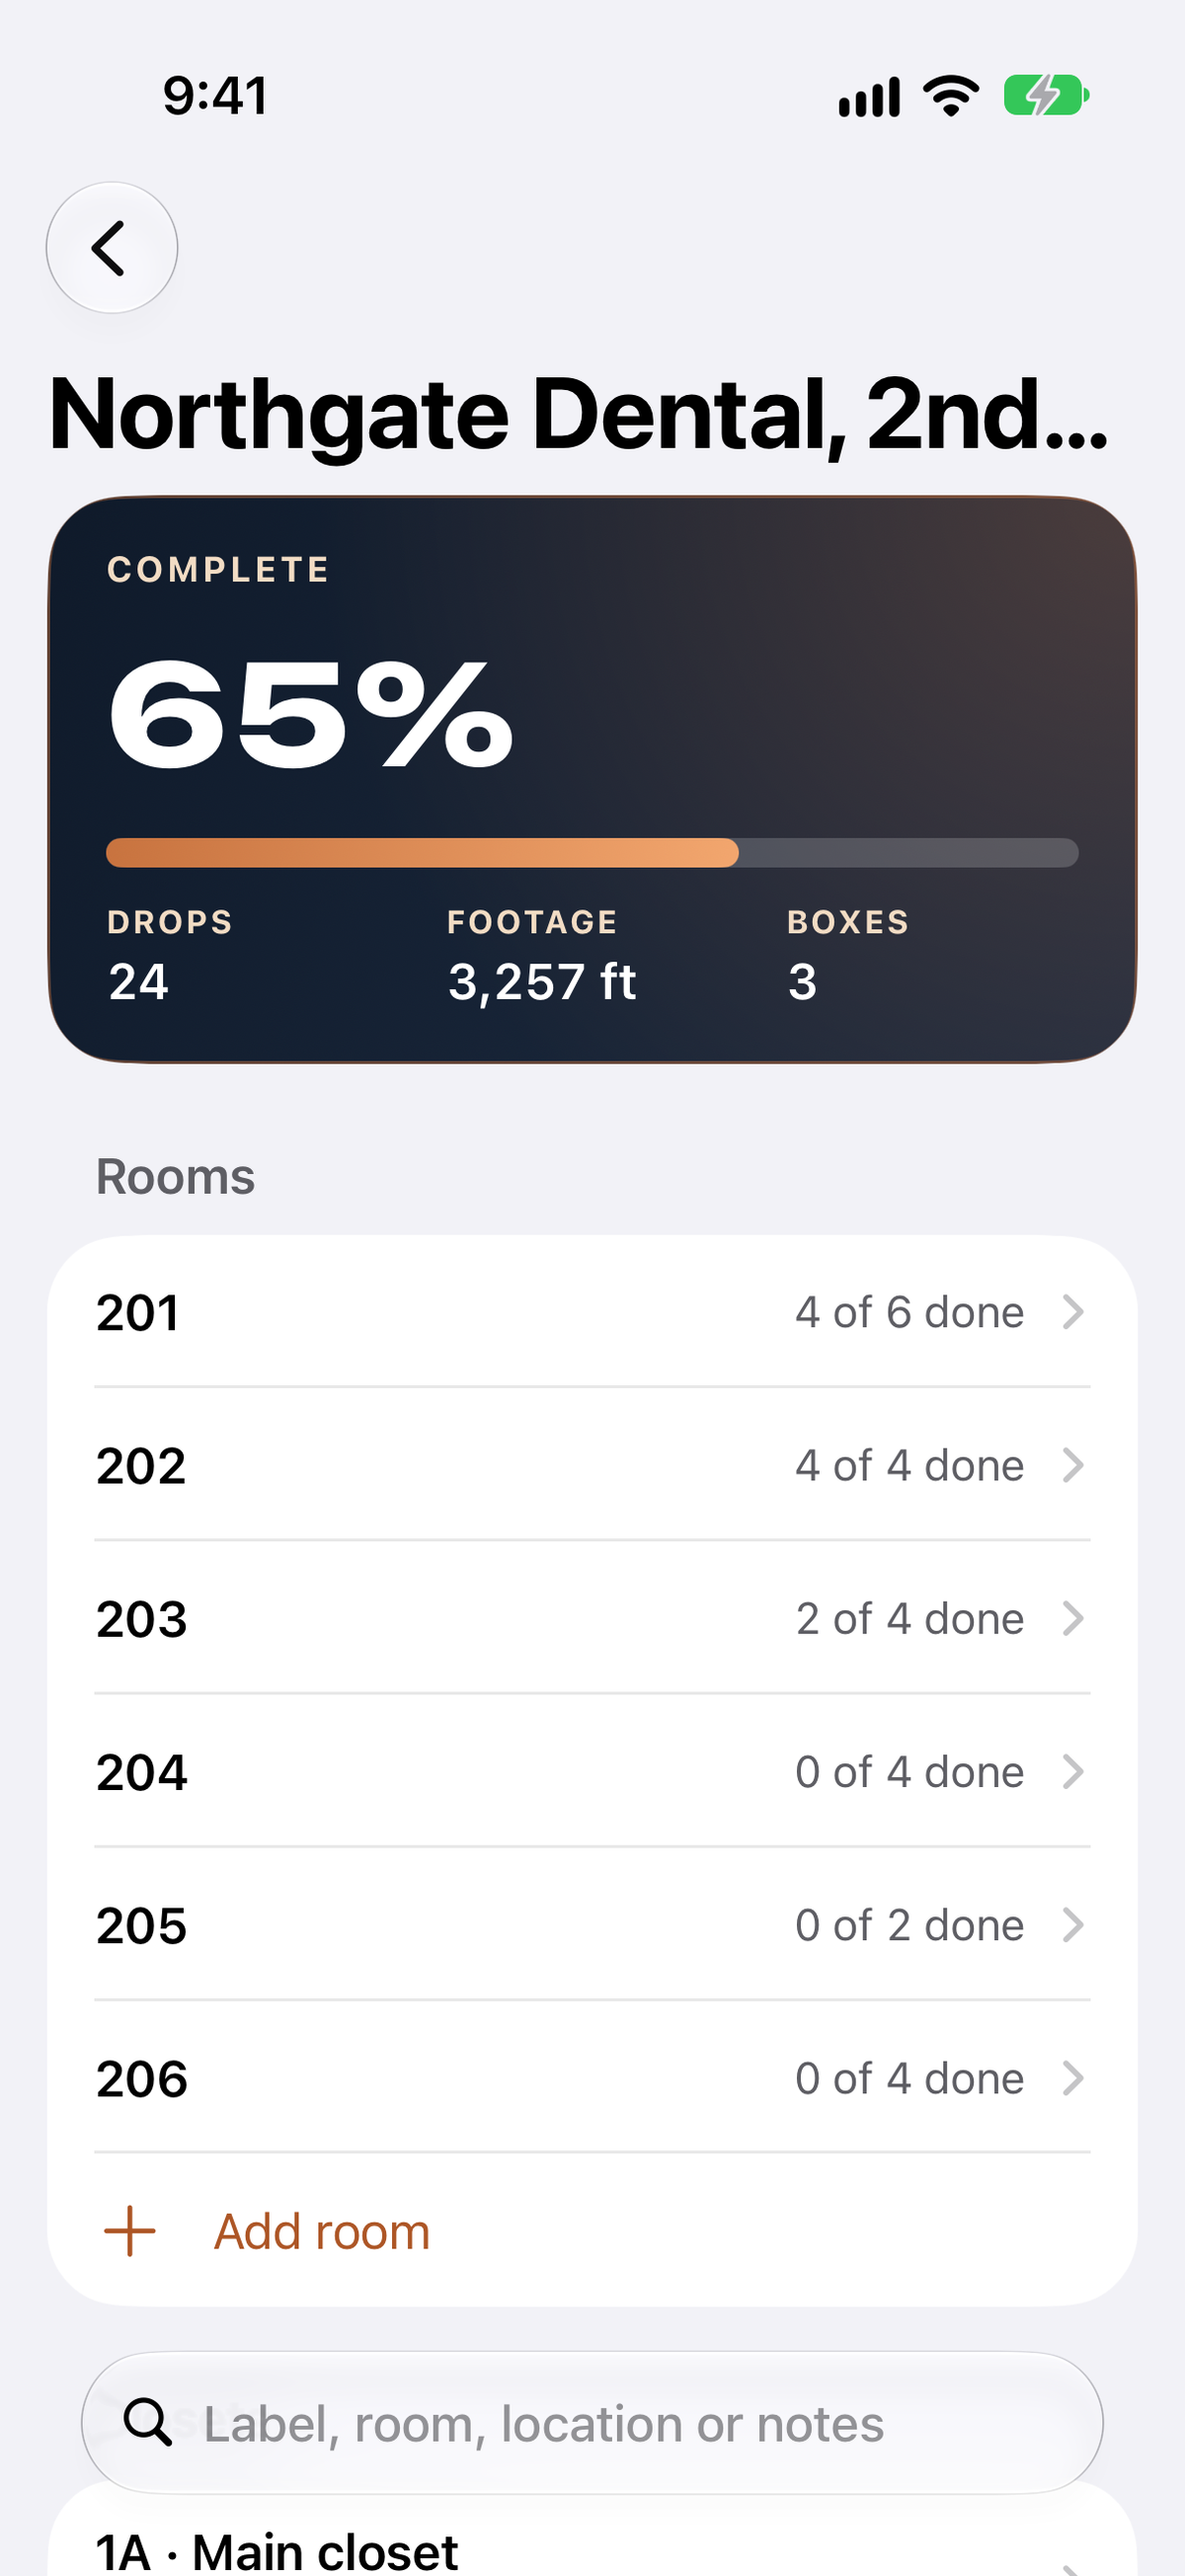 9:41
Northgate Dental, 2nd...
COMPLETE
65%
DROPS FOOTAGE BOXES
24 3,257 ft 3
Rooms
201 4 of 6 done
202 4 of 4 done
203 2 of 4 done
204 0 of 4 done
205 0 of 2 done
206 0 of 4 done
Add room
Label, room, location or notes
1A · Main closet